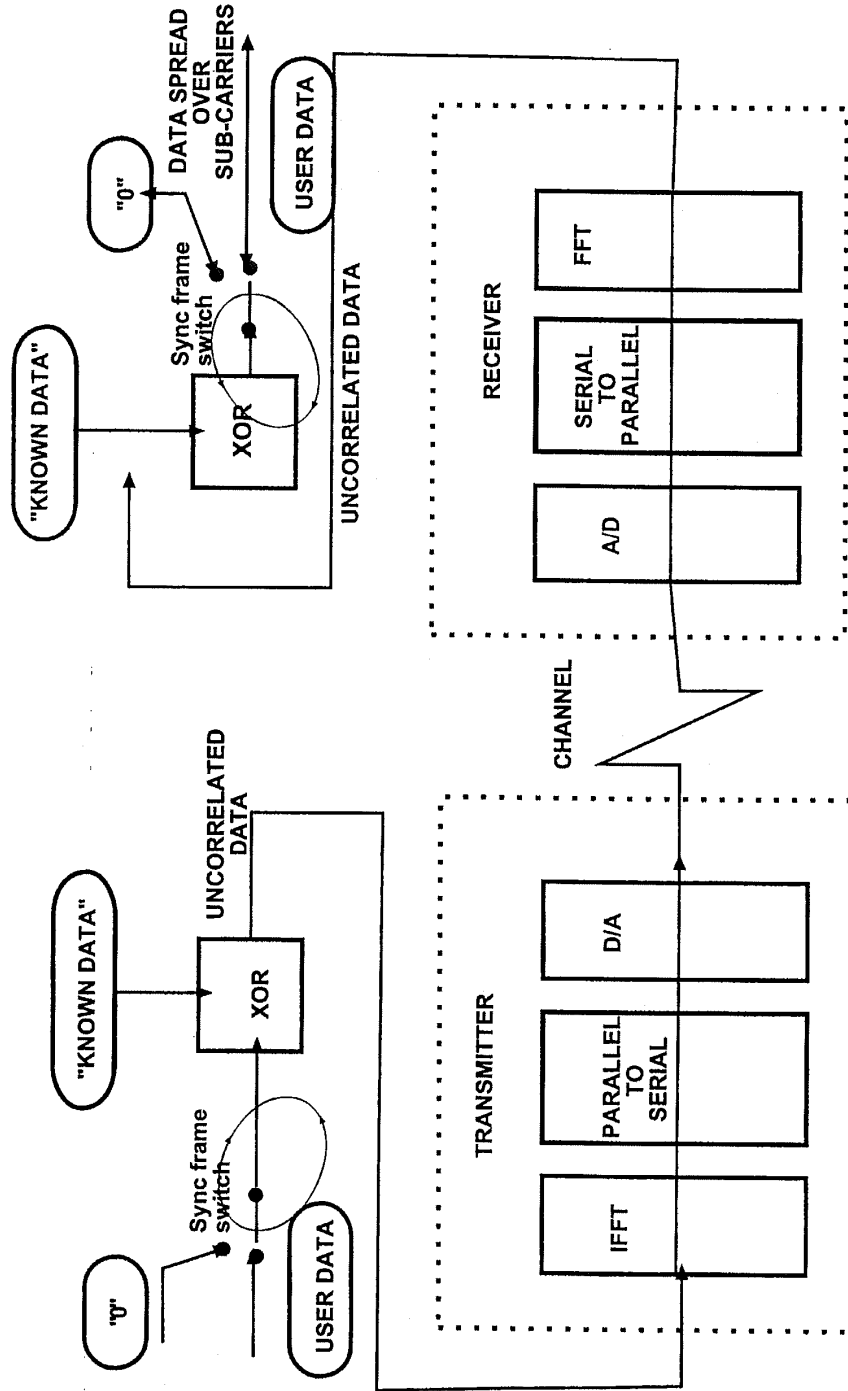 "0"
Sync frame
switch
USER DATA
"KNOWN DATA"
XOR
UNCORRELATED
DATA
TRANSMITTER
IFFT
PARALLEL
TO
SERIAL
D/A
CHANNEL
"KNOWN DATA"
XOR
Sync frame
switch
"0"
DATA SPREAD
OVER
SUB-CARRIERS
USER DATA
UNCORRELATED DATA
RECEIVER
A/D
SERIAL
TO
PARALLEL
FFT